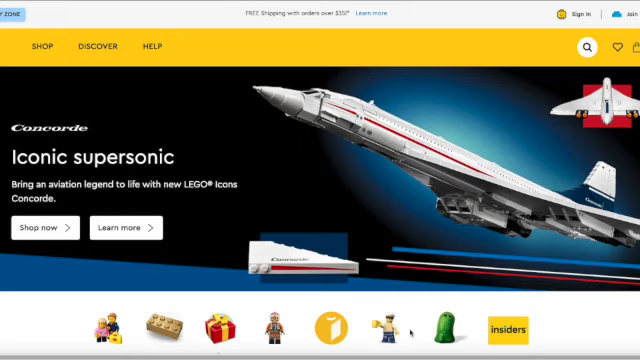 Y ZONE
FREE Shipping with orders over $35!* Learn more
Sign In
Join
SHOP DISCOVER HELP
Concorde
Iconic supersonic
Bring an aviation legend to life with new LEGO® Icons
Concorde.
Shop now
Learn more
Concorde
insiders